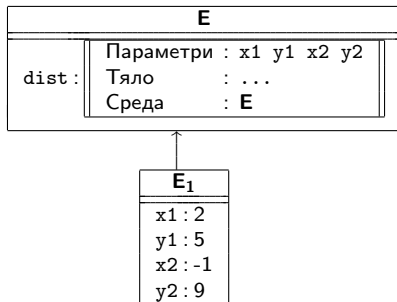 E
dist : Параметри : x1 y1 x2 y2
Тяло : ...
Среда : E
E1
x1 : 2
y1 : 5
x2 : -1
y2 : 9